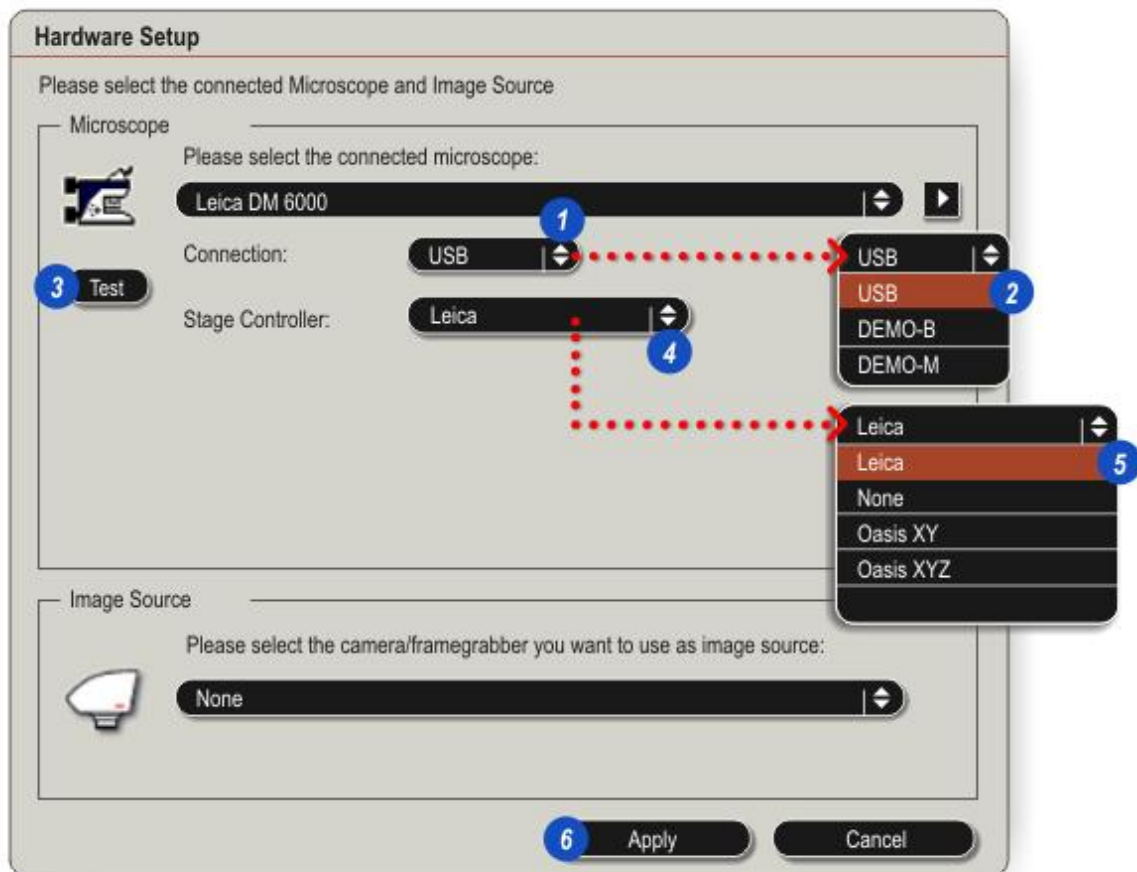 Hardware Setup
Please select the connected Microscope and Image Source
Microscope
Please select the connected microscope:
Leica DM 6000
1
Connection:
USB
USB
USB
2
3
Test
DEMO-B
Stage Controller:
Leica
4
DEMO-M
Leica
Leica
5
None
Oasis XY
Oasis XYZ
Image Source
Please select the camera/framegrabber you want to use as image source:
None
6
Apply
Cancel